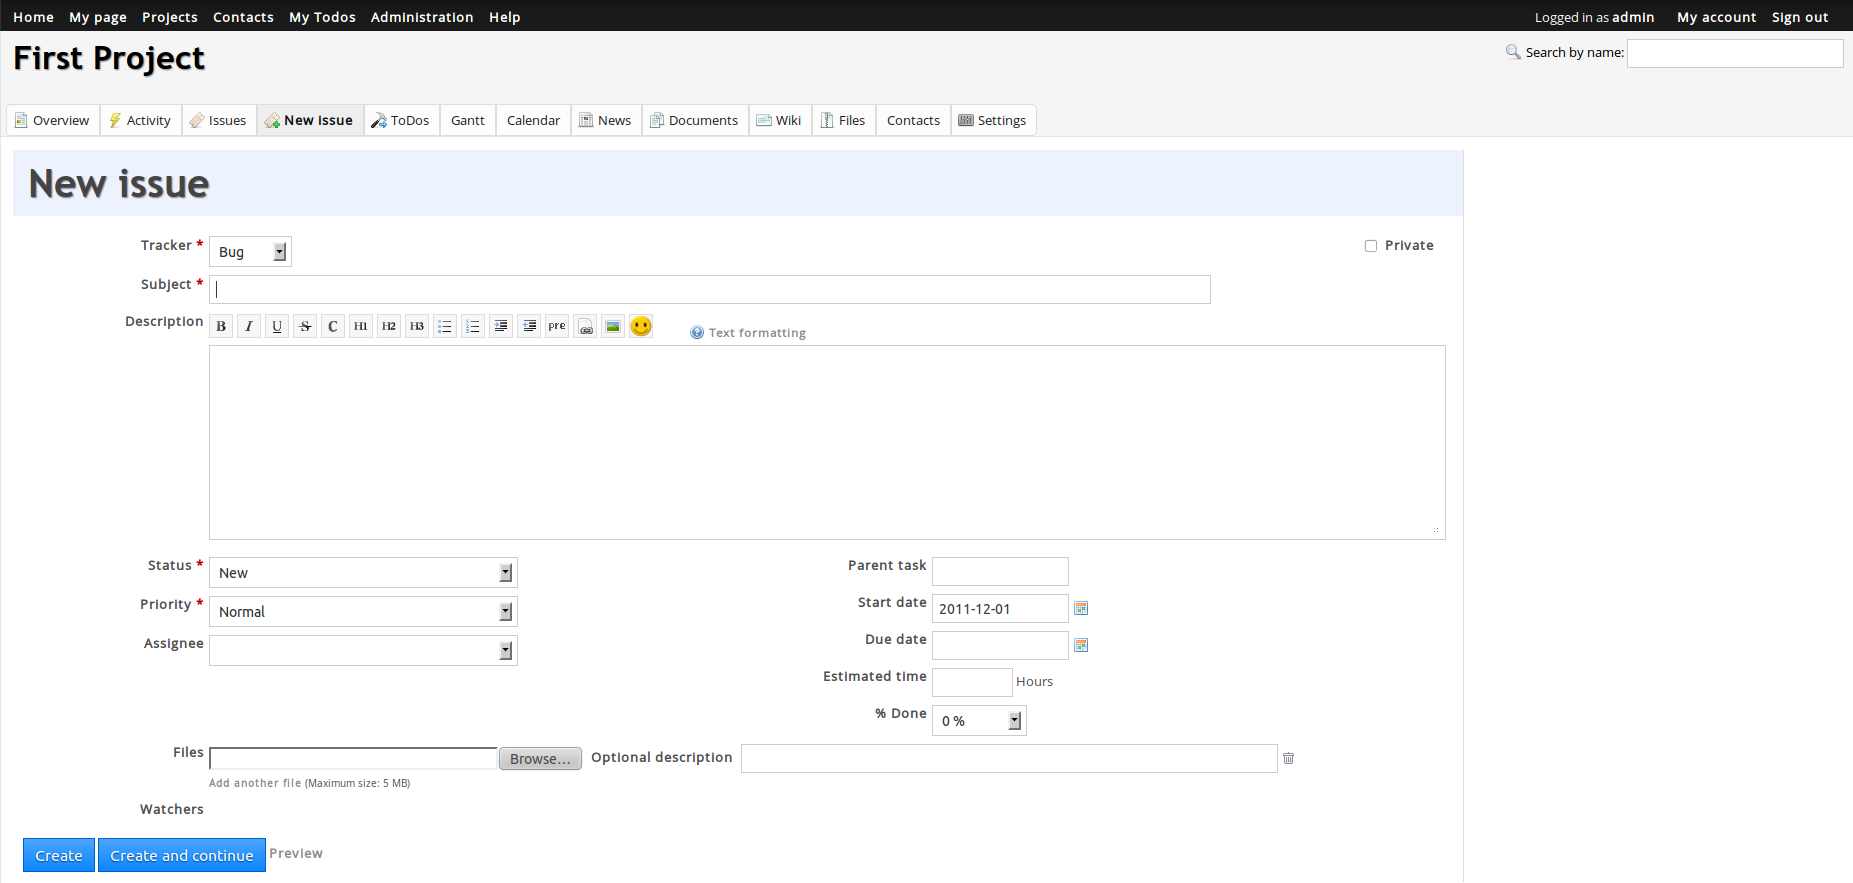 Home My page Projects Contacts My Todos Administration Help Logged in as admin My account Sign out
First Project
Search by name:
Overview Activity Issues New issue ToDos Gantt Calendar News Documents Wiki Files Contacts Settings
New issue
Tracker * Bug Private
Subject *
Description B I U S C H1 H2 H3 pre Text formatting
Status * New Parent task
Priority * Normal Start date 2011-12-01
Assignee Due date
Estimated time Hours
% Done 0 %
Files Browse... Optional description
Add another file (Maximum size: 5 MB)
Watchers
Create Create and continue Preview